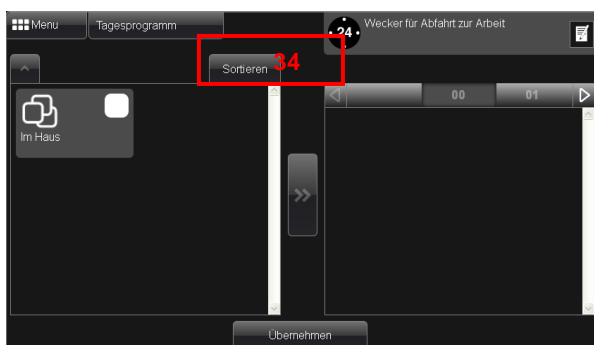 Menu
Tagesprogramm
24
Wecker für Abfahrt zur Arbeit
Sortieren
34
00
01
Im Haus
Übernehmen